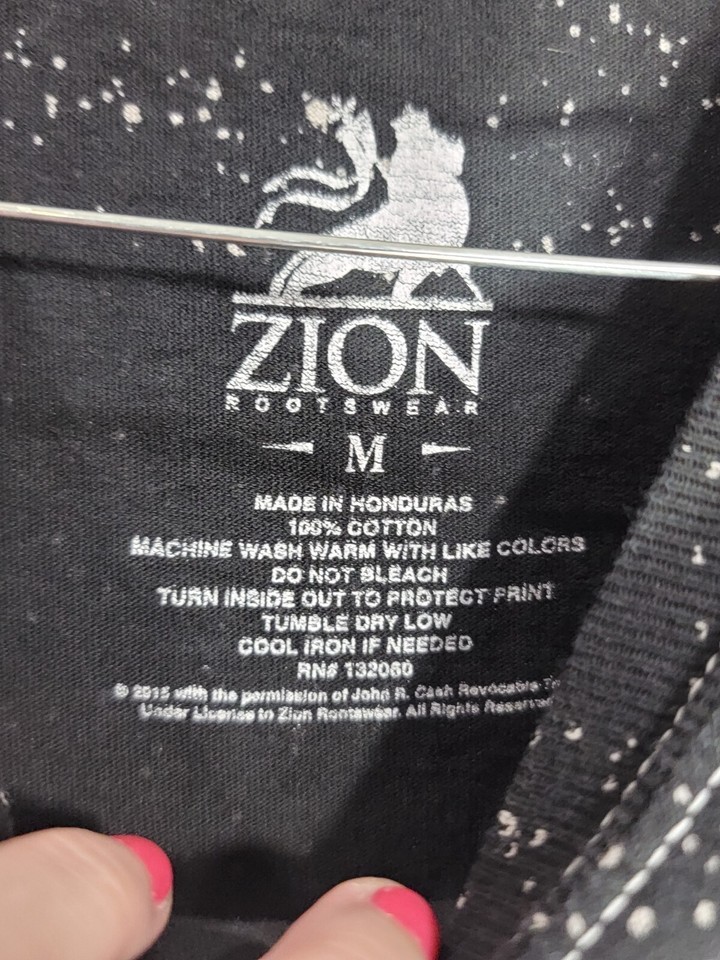 ZION
ROOTSWEAR
M
MADE IN HONDURAS
100% COTTON
MACHINE WASH WARM WITH LIKE COLORS
DO NOT BLEACH
TURN INSIDE OUT TO PROTECT PRINT
TUMBLE DRY LOW
COOL IRON IF NEEDED
RN# 132060
© 2015 with the permission of John R. Cash Revocable
Under License to Zion Rootswear. All Rights